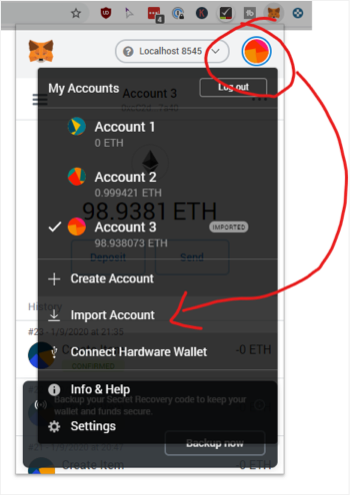 4
Localhost 8545
My Accounts
Log out
Account 3
Account 1
0 ETH
Account 2
0.999421 ETH
98.9381 ETH
Account 3
IMPORTED
98.938073 ETH
Deposit
Send
Create Account
History
Import Account
#23 - 1/9/2020 at 21:35
Create Item
-0 ETH
CONFIRMED
Connect Hardware Wallet
Info & Help
Backup your Secret Recovery code to keep your
wallet and funds secure.
Settings
Backup now
Create Item
0 ETH